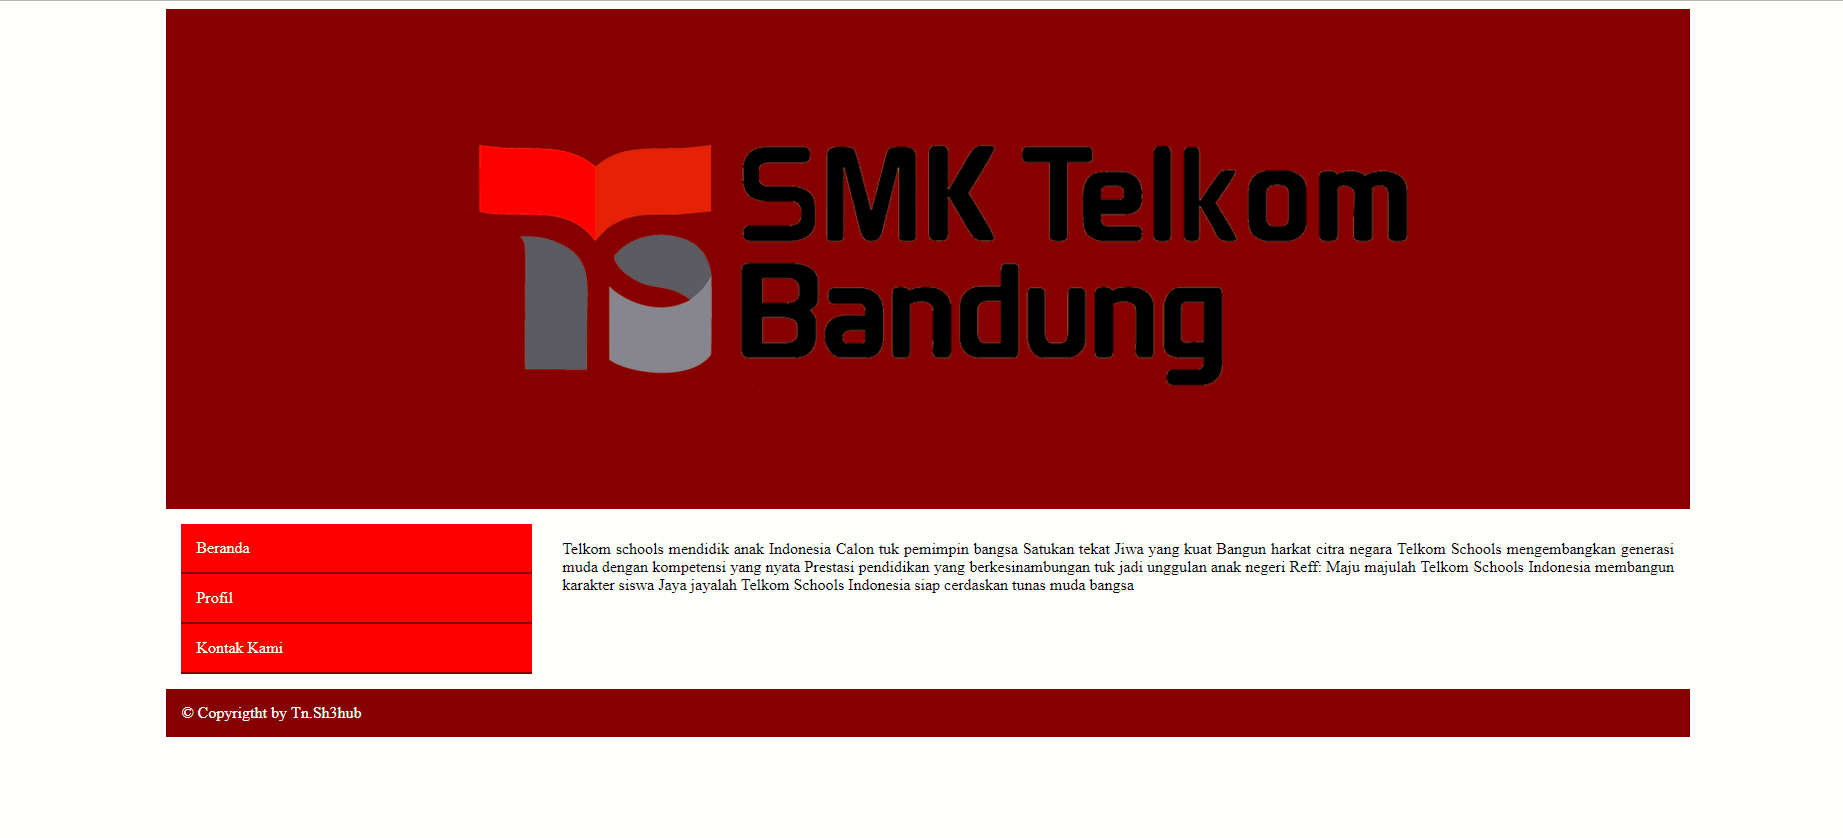 SMK Telkom
Bandung
Beranda
Profil
Kontak Kami
Telkom schools mendidik anak Indonesia Calon tuk pemimpin bangsa Satukan tekat Jiwa yang kuat Bangun harkat citra negara Telkom Schools mengembangkan generasi
muda dengan kompetensi yang nyata Prestasi pendidikan yang berkesinambungan tuk jadi unggulan anak negeri Reff: Maju majulah Telkom Schools Indonesia membangun
karakter siswa Jaya jayalah Telkom Schools Indonesia siap cerdaskan tunas muda bangsa
© Copyrigtht by Tn.Sh3hub